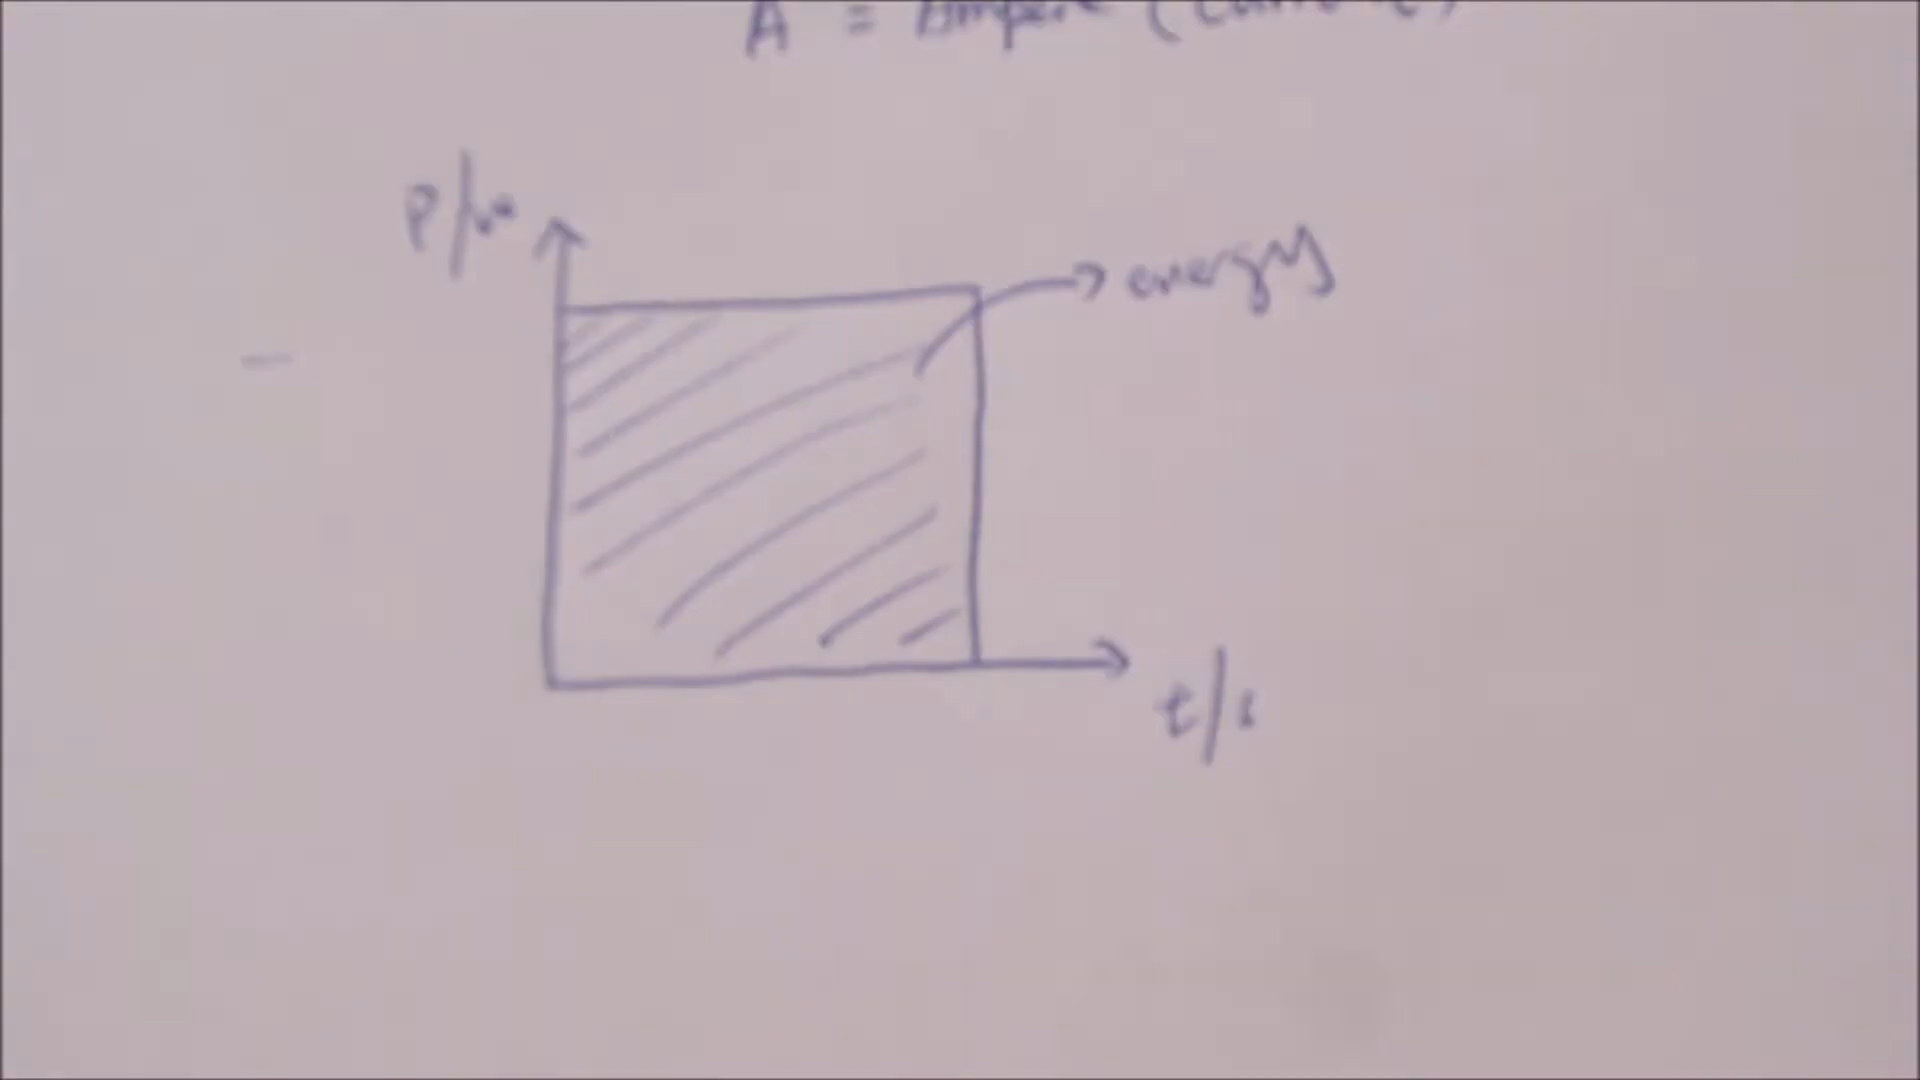 A = Ampere (Current)
P/w
energy
t/s